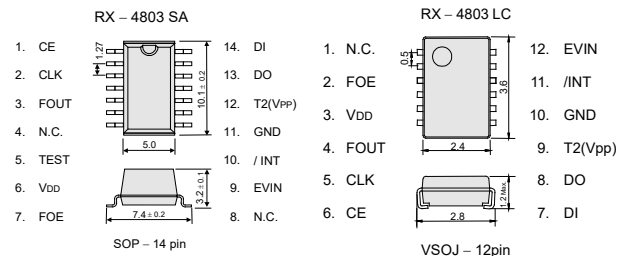 RX – 4803 SA
1. CE
2. CLK
3. FOUT
4. N.C.
5. TEST
6. VDD
7. FOE
1.27
10.1 ± 0.2
5.0
3.2 ± 0.1
7.4 ± 0.2
14. DI
13. DO
12. T2(VPP)
11. GND
10. / INT
9. EVIN
8. N.C.
SOP – 14 pin
RX – 4803 LC
1. N.C.
2. FOE
3. VDD
4. FOUT
5. CLK
6. CE
0.5
3.6
2.4
1.2 Max.
2.8
12. EVIN
11. /INT
10. GND
9. T2(Vpp)
8. DO
7. DI
VSOJ – 12pin